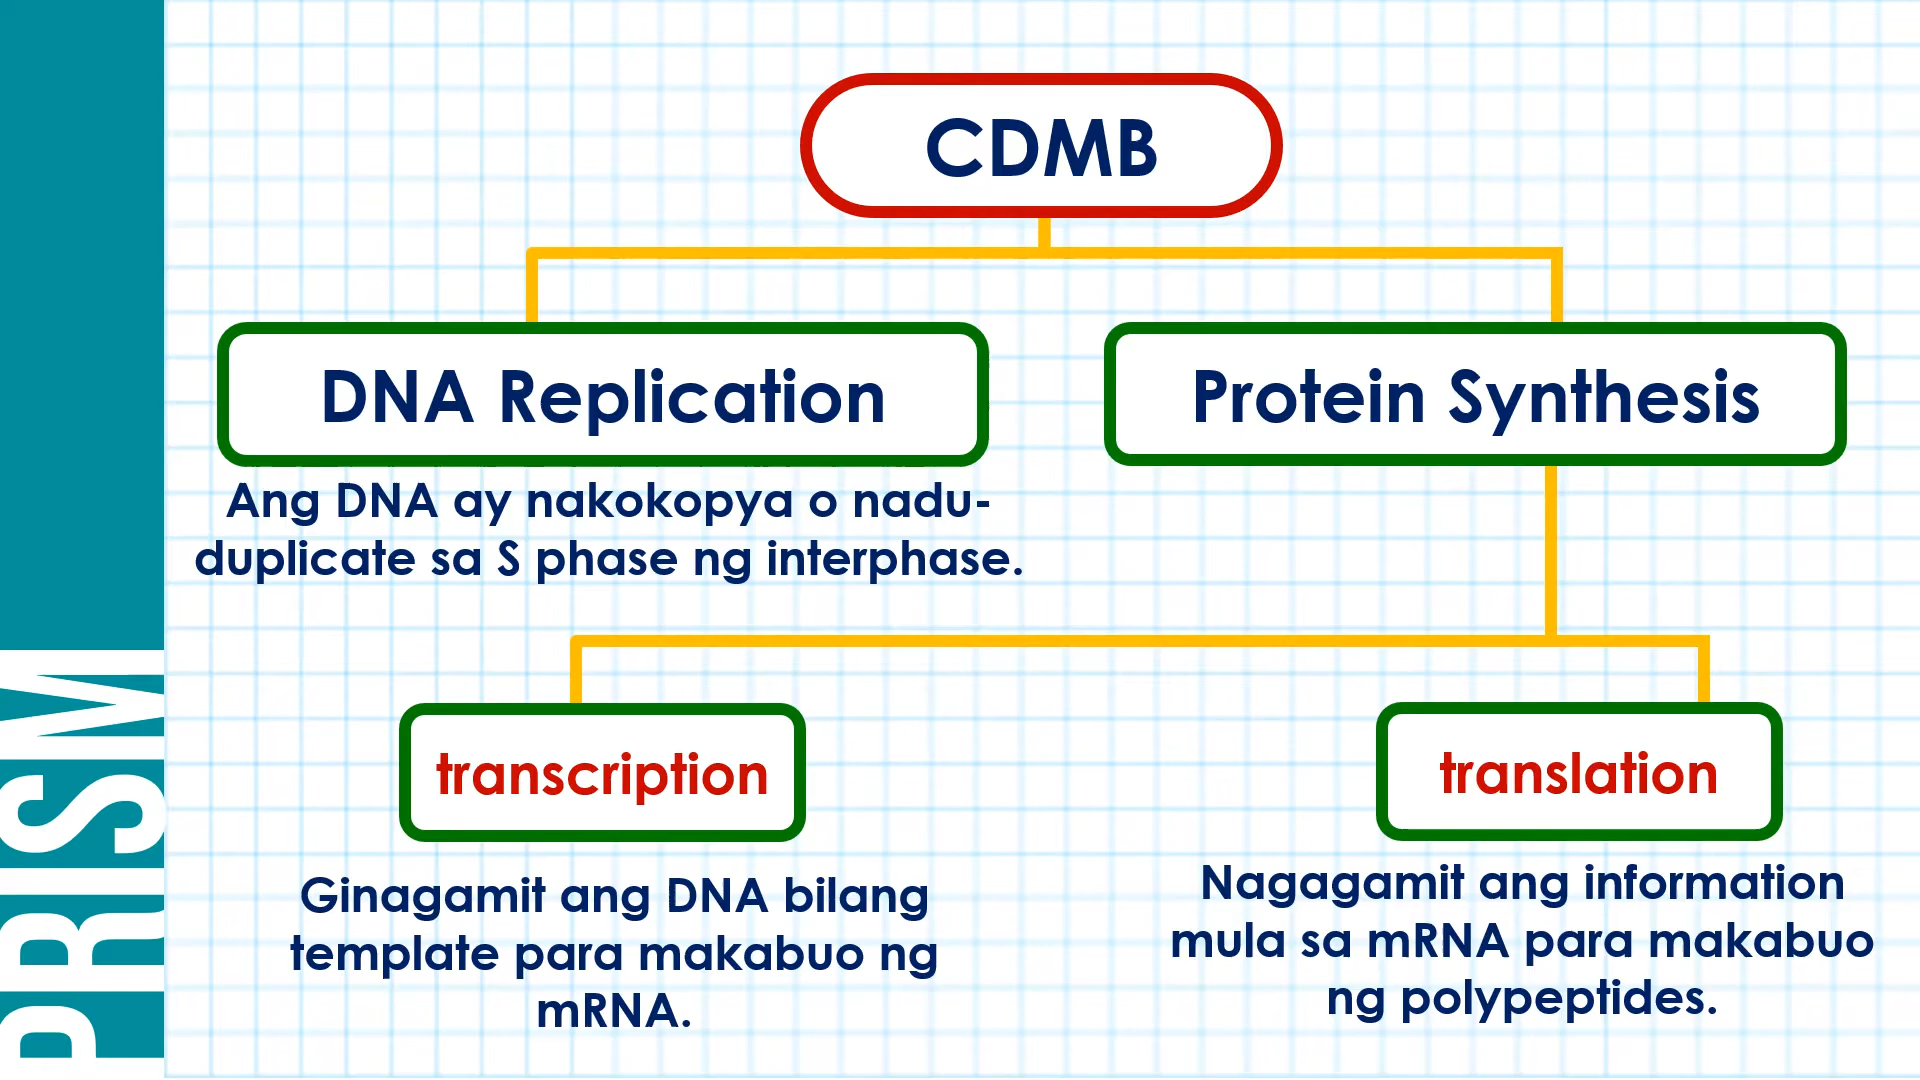 CDMB
DNA Replication
Protein Synthesis
Ang DNA ay nakokopya o nadu-
duplicate sa S phase ng interphase.
transcription
translation
Ginagamit ang DNA bilang
template para makabuo ng
mRNA.
Nagagamit ang information
mula sa mRNA para makabuo
ng polypeptides.
PRISM